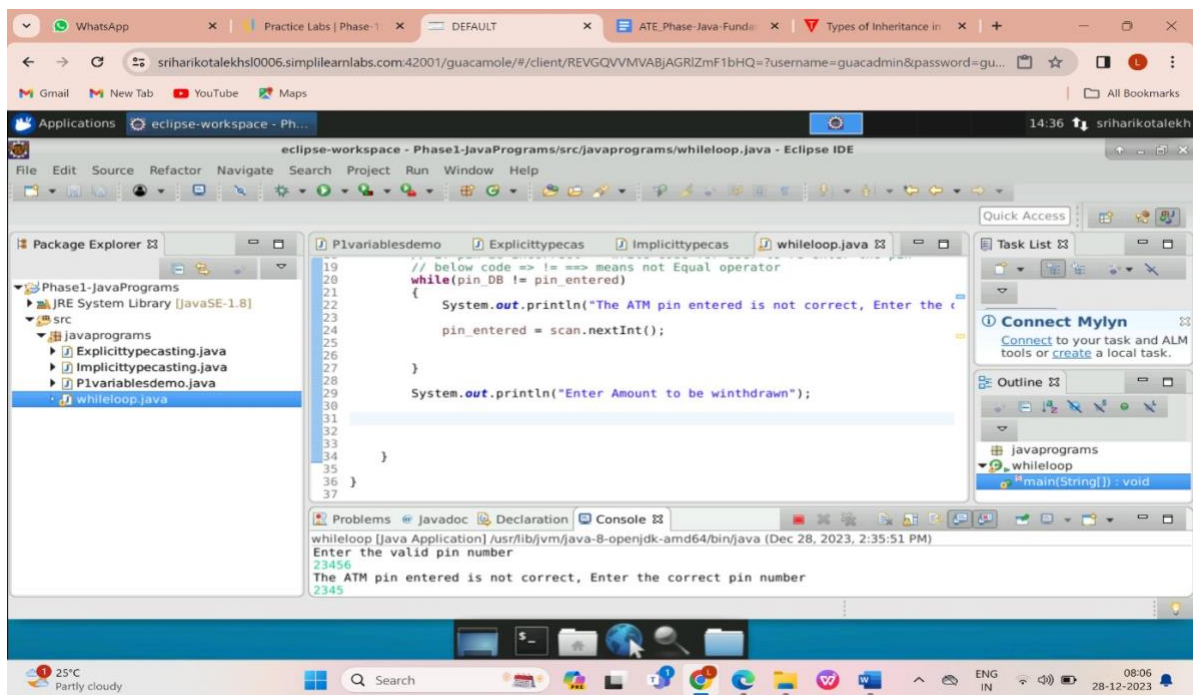 WhatsApp
Practice Labs | Phase-1
DEFAULT
ATE_Phase-Java-Funda
Types of Inheritance in
sriharikotalekhsl0006.simplilearnlabs.com:42001/guacamole/#/client/REVGQVVMVABjAGRlZmF1bHQ=?username=guacadmin&password=gu...
L
Gmail
New Tab
YouTube
Maps
All Bookmarks
Applications
eclipse-workspace - Ph...
14:36
sriharikotalekh
eclipse-workspace - Phase1-JavaPrograms/src/javaprograms/whileloop.java - Eclipse IDE
File Edit Source Refactor Navigate Search Project Run Window Help
Quick Access
Package Explorer
Phase1-JavaPrograms
JRE System Library [JavaSE-1.8]
src
javaprograms
Explicittypecasting.java
Implicittypecasting.java
P1variablesdemo.java
whileloop.java
P1variablesdemo
Explicittypecas
Implicittypecas
whileloop.java
19 // below code => != ==> means not Equal operator
20 while(pin_DB != pin_entered)
21 {
22 System.out.println("The ATM pin entered is not correct, Enter the c
23
24 pin_entered = scan.nextInt();
25
26
27 }
28
29 System.out.println("Enter Amount to be winthdrawn");
30
31
32
33
34 }
35
36 }
37
Task List
Connect Mylyn
Connect to your task and ALM
tools or create a local task.
Outline
javaprograms
whileloop
main(String[]) : void
Problems
Javadoc
Declaration
Console
whileloop [Java Application] /usr/lib/jvm/java-8-openjdk-amd64/bin/java (Dec 28, 2023, 2:35:51 PM)
Enter the valid pin number
23456
The ATM pin entered is not correct, Enter the correct pin number
2345
1
25°C
Partly cloudy
Search
ENG
IN
08:06
28-12-2023